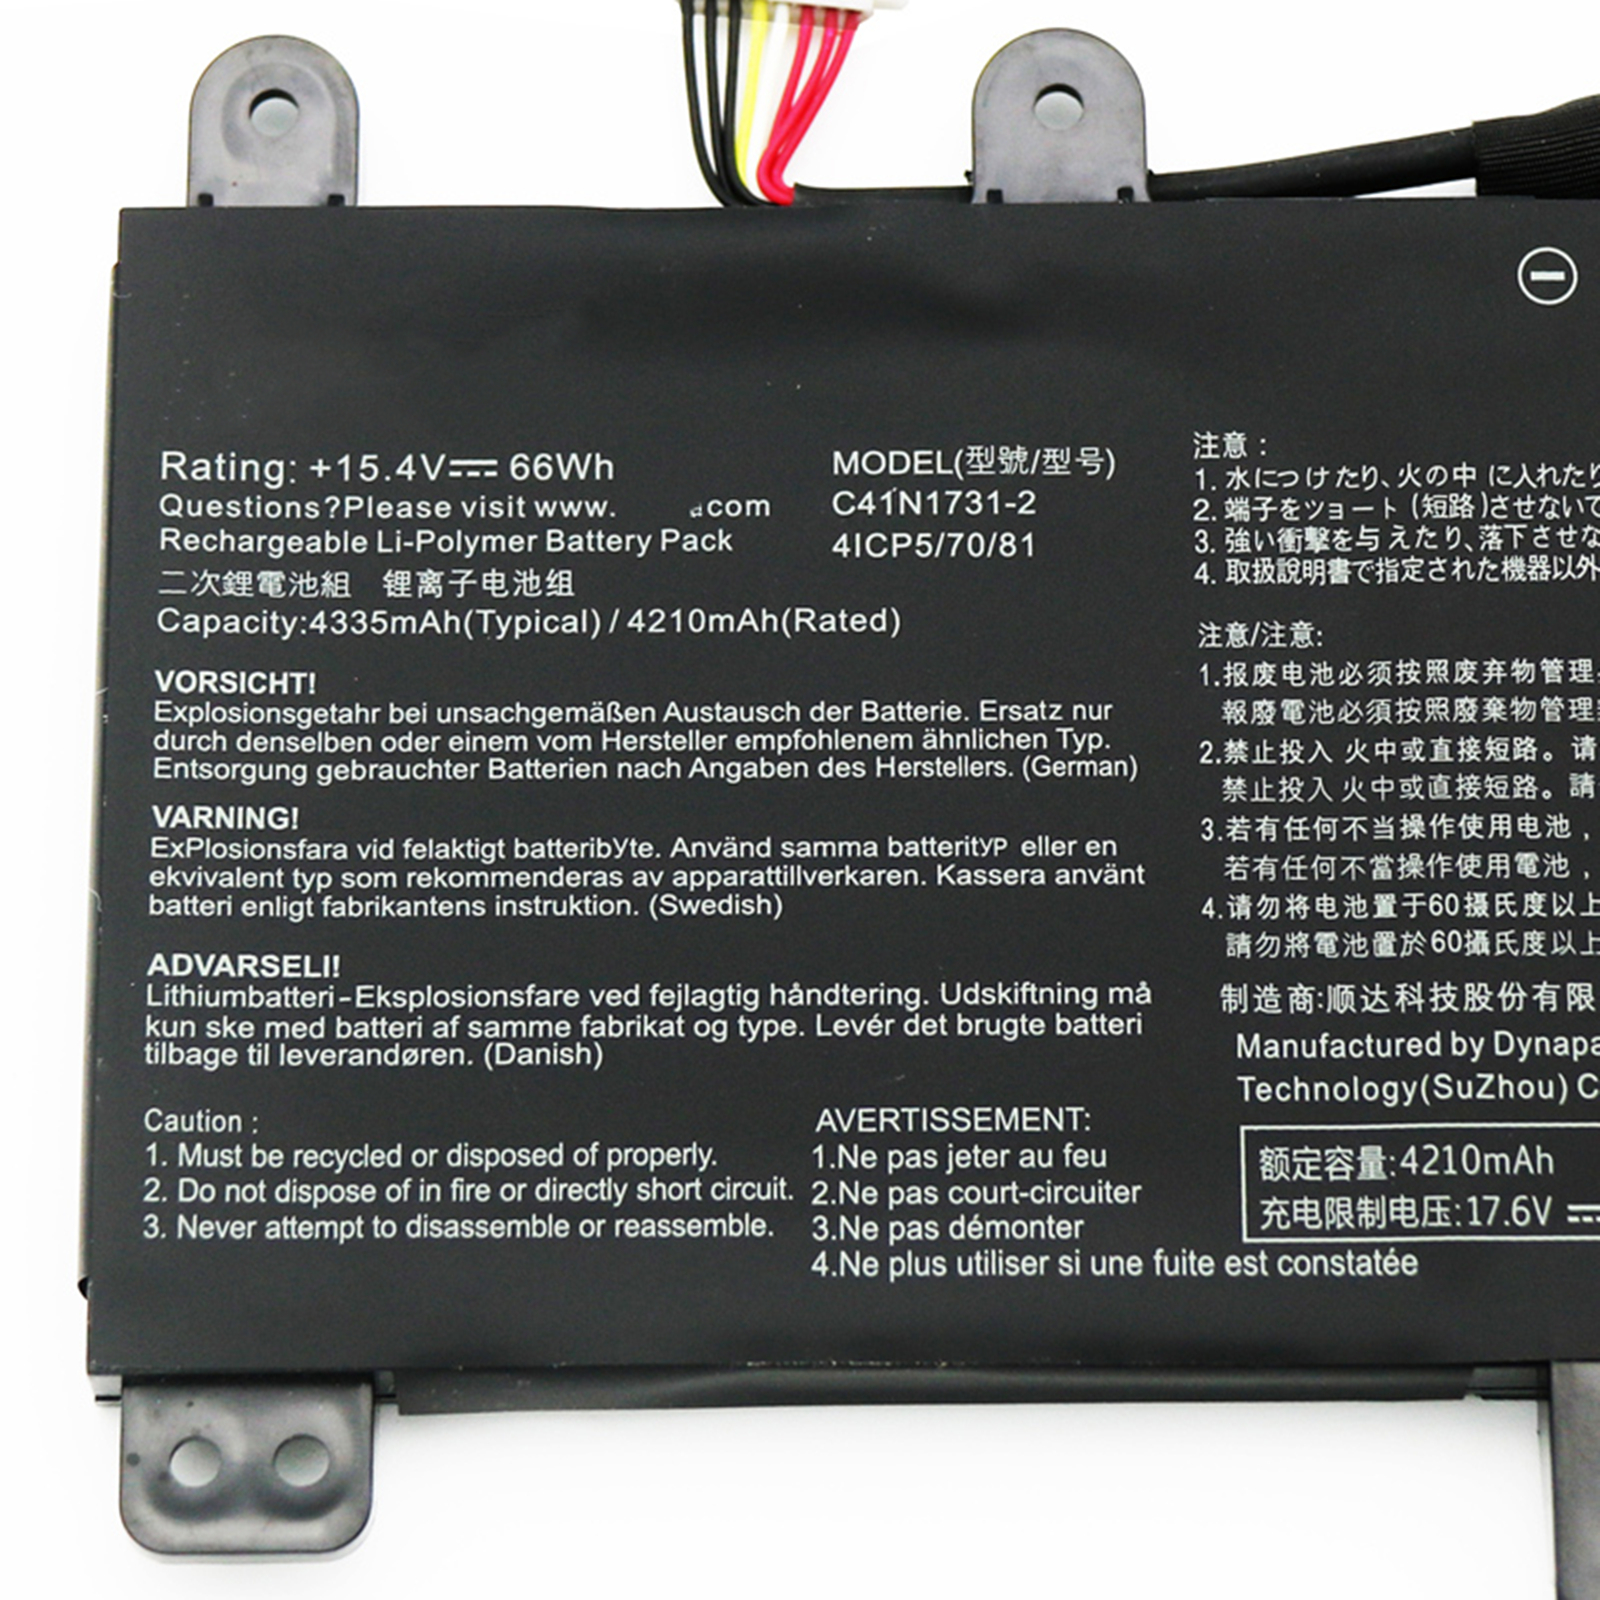 Rating: +15.4V⎓ 66Wh
Questions?Please visit www. .com
Rechargeable Li-Polymer Battery Pack
二次鋰電池組 锂离子电池组
Capacity:4335mAh(Typical) / 4210mAh(Rated)
MODEL(型號/型号)
C41N1731-2
4ICP5/70/81
VORSICHT!
Explosionsgetahr bei unsachgemäßen Austausch der Batterie. Ersatz nur
durch denselben oder einem vom Hersteller empfohlenem ähnlichen Typ.
Entsorgung gebrauchter Batterien nach Angaben des Herstellers. (German)
VARNING!
ExPlosionsfara vid felaktigt batteribyte. Använd samma batterityP eller en
ekvivalent typ som rekommenderas av apparattillverkaren. Kassera använt
batteri enligt fabrikantens instruktion. (Swedish)
ADVARSELI!
Lithiumbatteri-Eksplosionsfare ved fejlagtig håndtering. Udskiftning må
kun ske med batteri af samme fabrikat og type. Levér det brugte batteri
tilbage til leverandøren. (Danish)
Caution :
1. Must be recycled or disposed of properly.
2. Do not dispose of in fire or directly short circuit.
3. Never attempt to disassemble or reassemble.
AVERTISSEMENT:
1.Ne pas jeter au feu
2.Ne pas court-circuiter
3.Ne pas démonter
4.Ne plus utiliser si une fuite est constatée
注意 :
1. 水につけたり、火の中に入れたり
2. 端子をツョート (短路)させないで
3. 強い衝撃を与えたり、落下させな
4. 取扱説明書で指定された機器以外
注意/注意:
1.报废电池必须按照废弃物管理
報廢電池必須按照廢棄物管理
2.禁止投入 火中或直接短路。请
禁止投入 火中或直接短路。請
3.若有任何不当操作使用电池，
若有任何不當操作使用電池，
4.请勿将电池置于60摄氏度以上
請勿將電池置於60攝氏度以上
制造商:顺达科技股份有限
Manufactured by Dynapa
Technology(SuZhou) C
额定容量:4210mAh
充电限制电压:17.6V ⎓